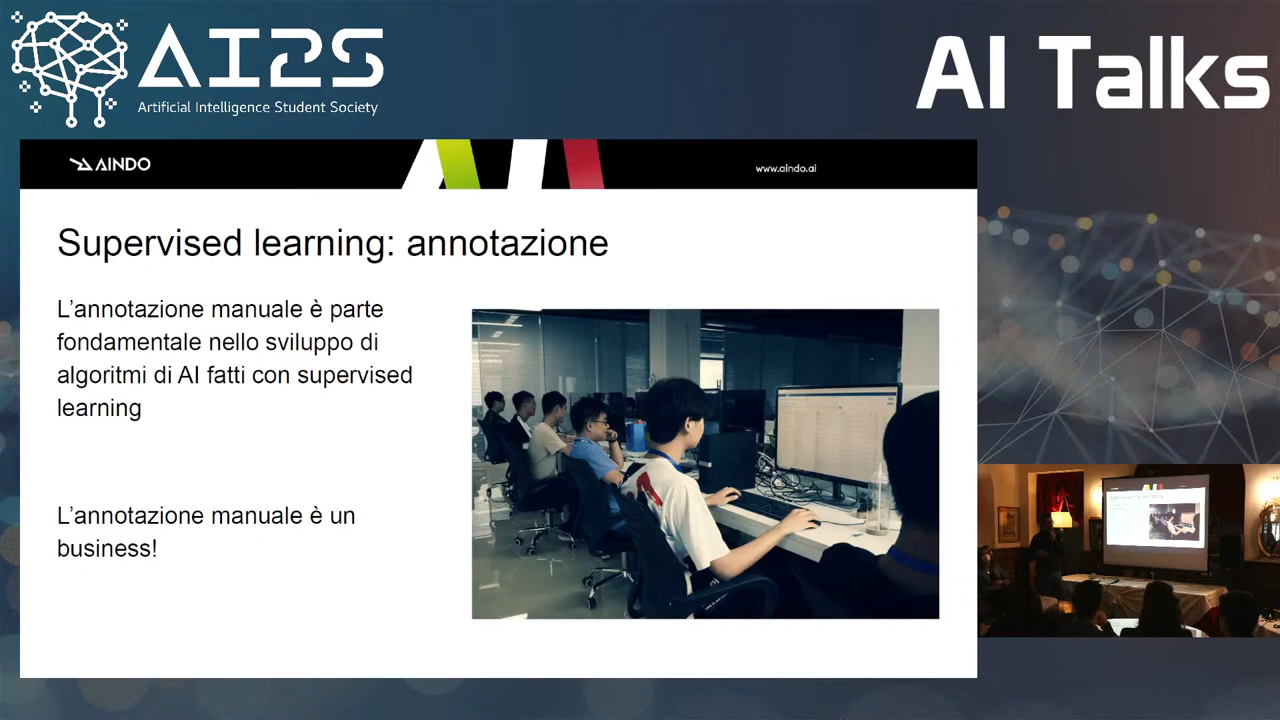 AI2S
Artificial Intelligence Student Society
AI Talks
AINDO
www.aindo.ai
Supervised learning: annotazione
L’annotazione manuale è parte
fondamentale nello sviluppo di
algoritmi di AI fatti con supervised
learning
L’annotazione manuale è un
business!